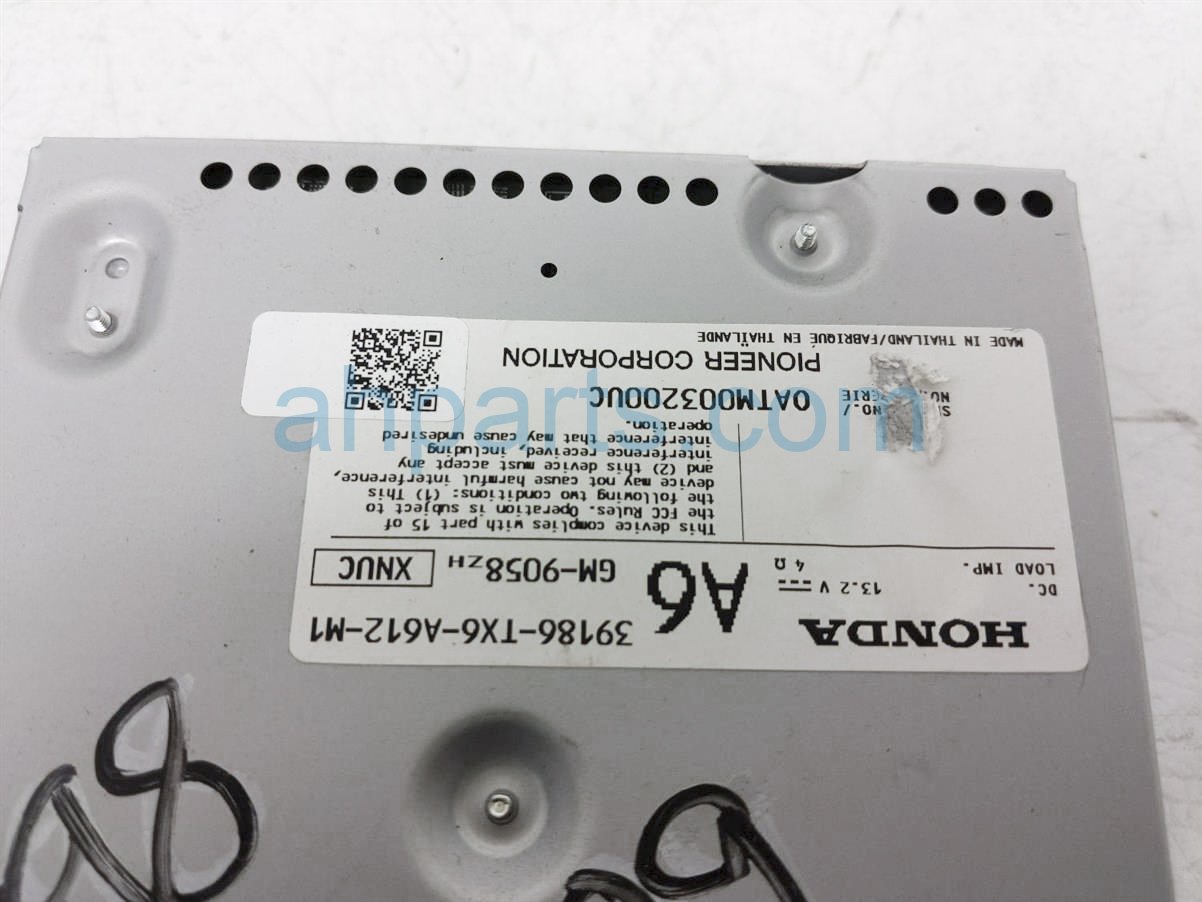 HONDA
39186-TX6-A612-M1
A6
DC. 13.2 V
LOAD IMP. 4 Ω
GM-9058ZH
XNUC
This device complies with part 15 of
the FCC Rules. Operation is subject to
the following two conditions: (1) This
device may not cause harmful interference,
and (2) this device must accept any
interference received, including
interference that may cause undesired
operation.
NO./
SERIE
0ATM003200UC
PIONEER CORPORATION
MADE IN THAILAND/FABRIQUE EN THAÏLANDE
ahparts.com